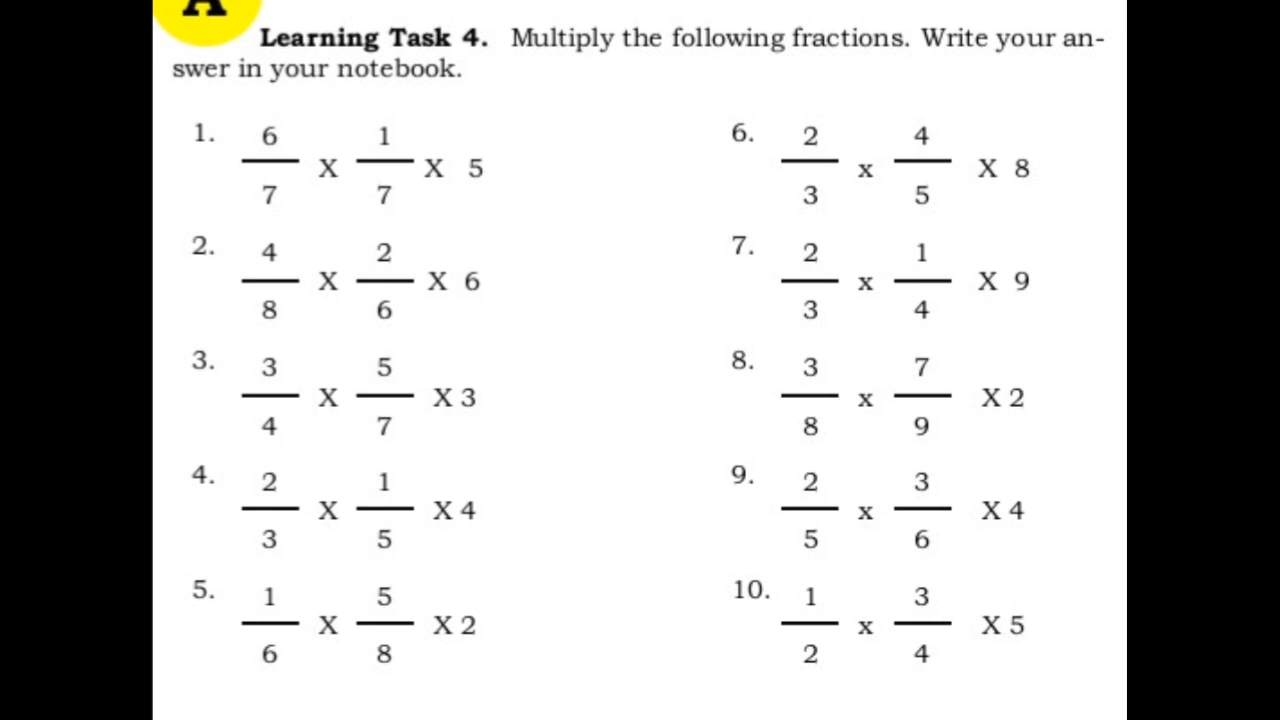 A
Learning Task 4. Multiply the following fractions. Write your an-
swer in your notebook.
1. 6/7 X 1/7 X 5
2. 4/8 X 2/6 X 6
3. 3/4 X 5/7 X 3
4. 2/3 X 1/5 X 4
5. 1/6 X 5/8 X 2
6. 2/3 x 4/5 X 8
7. 2/3 x 1/4 X 9
8. 3/8 x 7/9 X 2
9. 2/5 x 3/6 X 4
10. 1/2 x 3/4 X 5